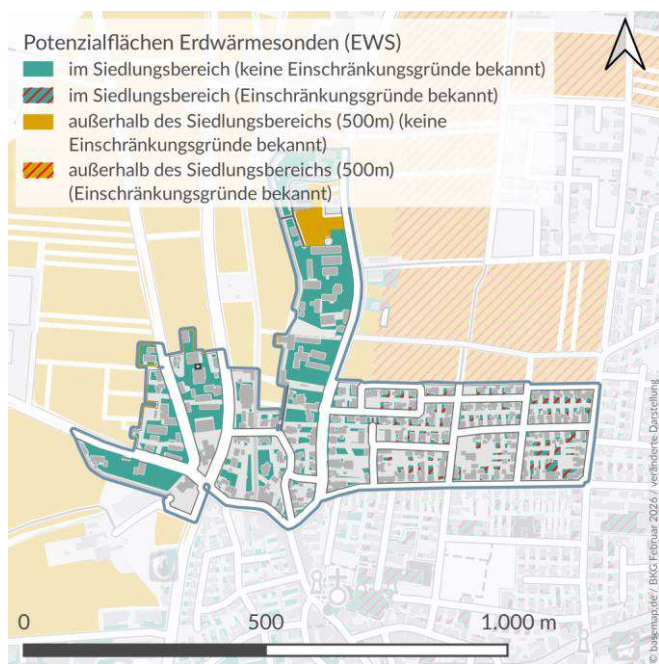 Potenzialflächen Erdwärmesonden (EWS)
im Siedlungsbereich (keine Einschränkungsgründe bekannt)
im Siedlungsbereich (Einschränkungsgründe bekannt)
außerhalb des Siedlungsbereichs (500m) (keine
Einschränkungsgründe bekannt)
außerhalb des Siedlungsbereichs (500m)
(Einschränkungsgründe bekannt)
© basemap.de / BKG Februar 2026 / veränderte Darstellung
0 500 1.000 m